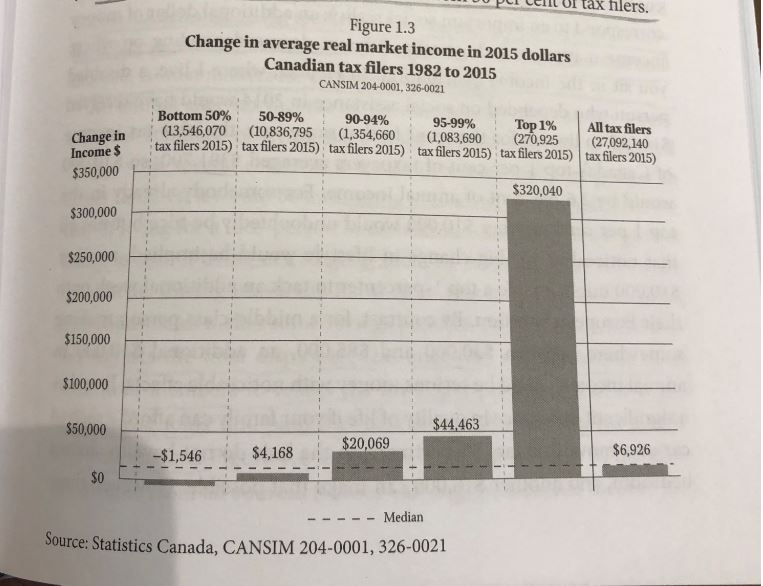 per cent of tax filers.
Figure 1.3
Change in average real market income in 2015 dollars
Canadian tax filers 1982 to 2015
CANSIM 204-0001, 326-0021
Change in
Income $
Bottom 50%
(13,546,070
tax filers 2015)
50-89%
(10,836,795
tax filers 2015)
90-94%
(1,354,660
tax filers 2015)
95-99%
(1,083,690
tax filers 2015)
Top 1%
(270,925
tax filers 2015)
All tax filers
(27,092,140
tax filers 2015)
$350,000
$300,000
$250,000
$200,000
$150,000
$100,000
$50,000
$0
–$1,546
$4,168
$20,069
$44,463
$320,040
$6,926
Median
Source: Statistics Canada, CANSIM 204-0001, 326-0021